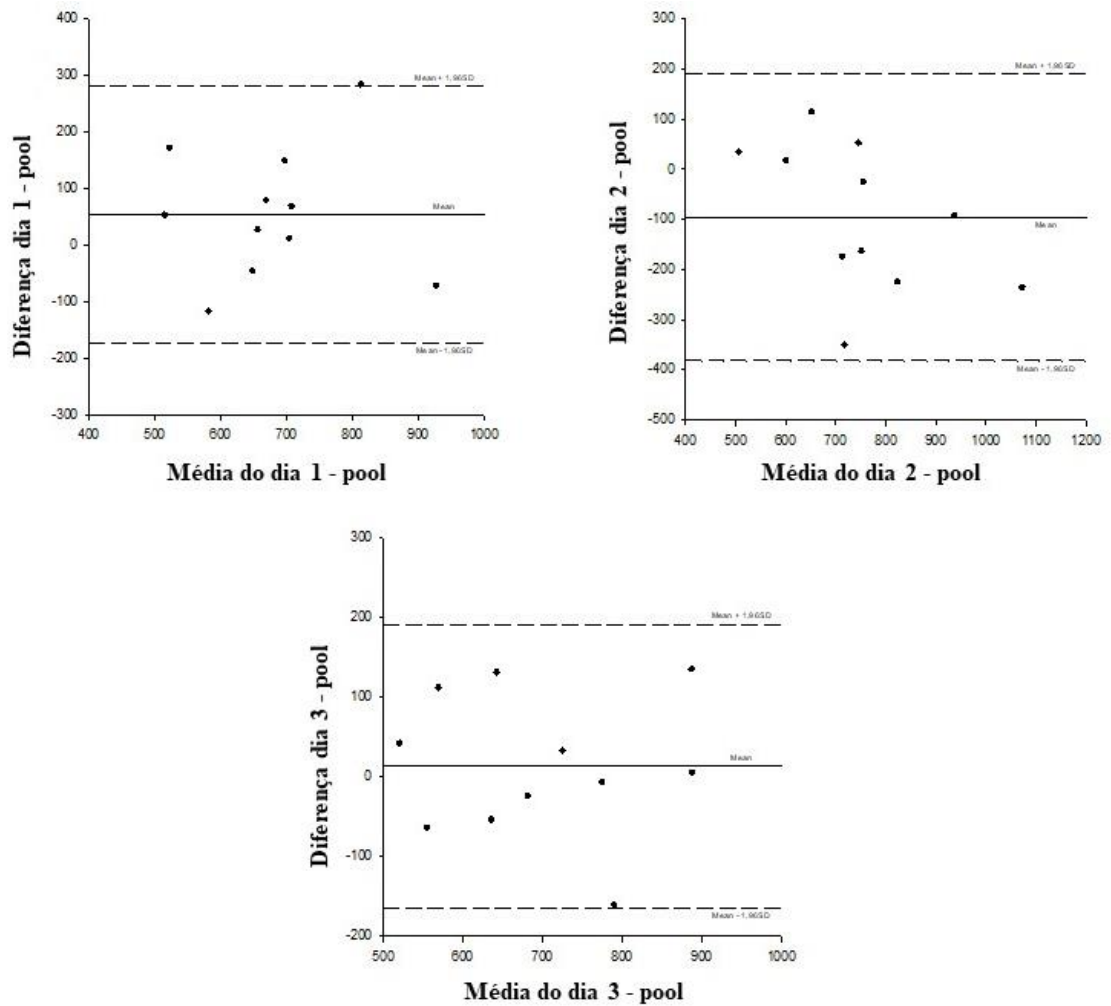 400
300
200
100
0
-100
-200
-300
400 500 600 700 800 900 1000
Mean + 1,96SD
Mean
Mean - 1,96SD
Diferença dia 1 - pool
Média do dia 1 - pool
300
200
100
0
-100
-200
-300
-400
-500
400 500 600 700 800 900 1000 1100 1200
Mean + 1,96SD
Mean
Mean - 1,96SD
Diferença dia 2 - pool
Média do dia 2 - pool
300
200
100
0
-100
-200
500 600 700 800 900 1000
Mean + 1,96SD
Mean
Mean - 1,96SD
Diferença dia 3 - pool
Média do dia 3 - pool